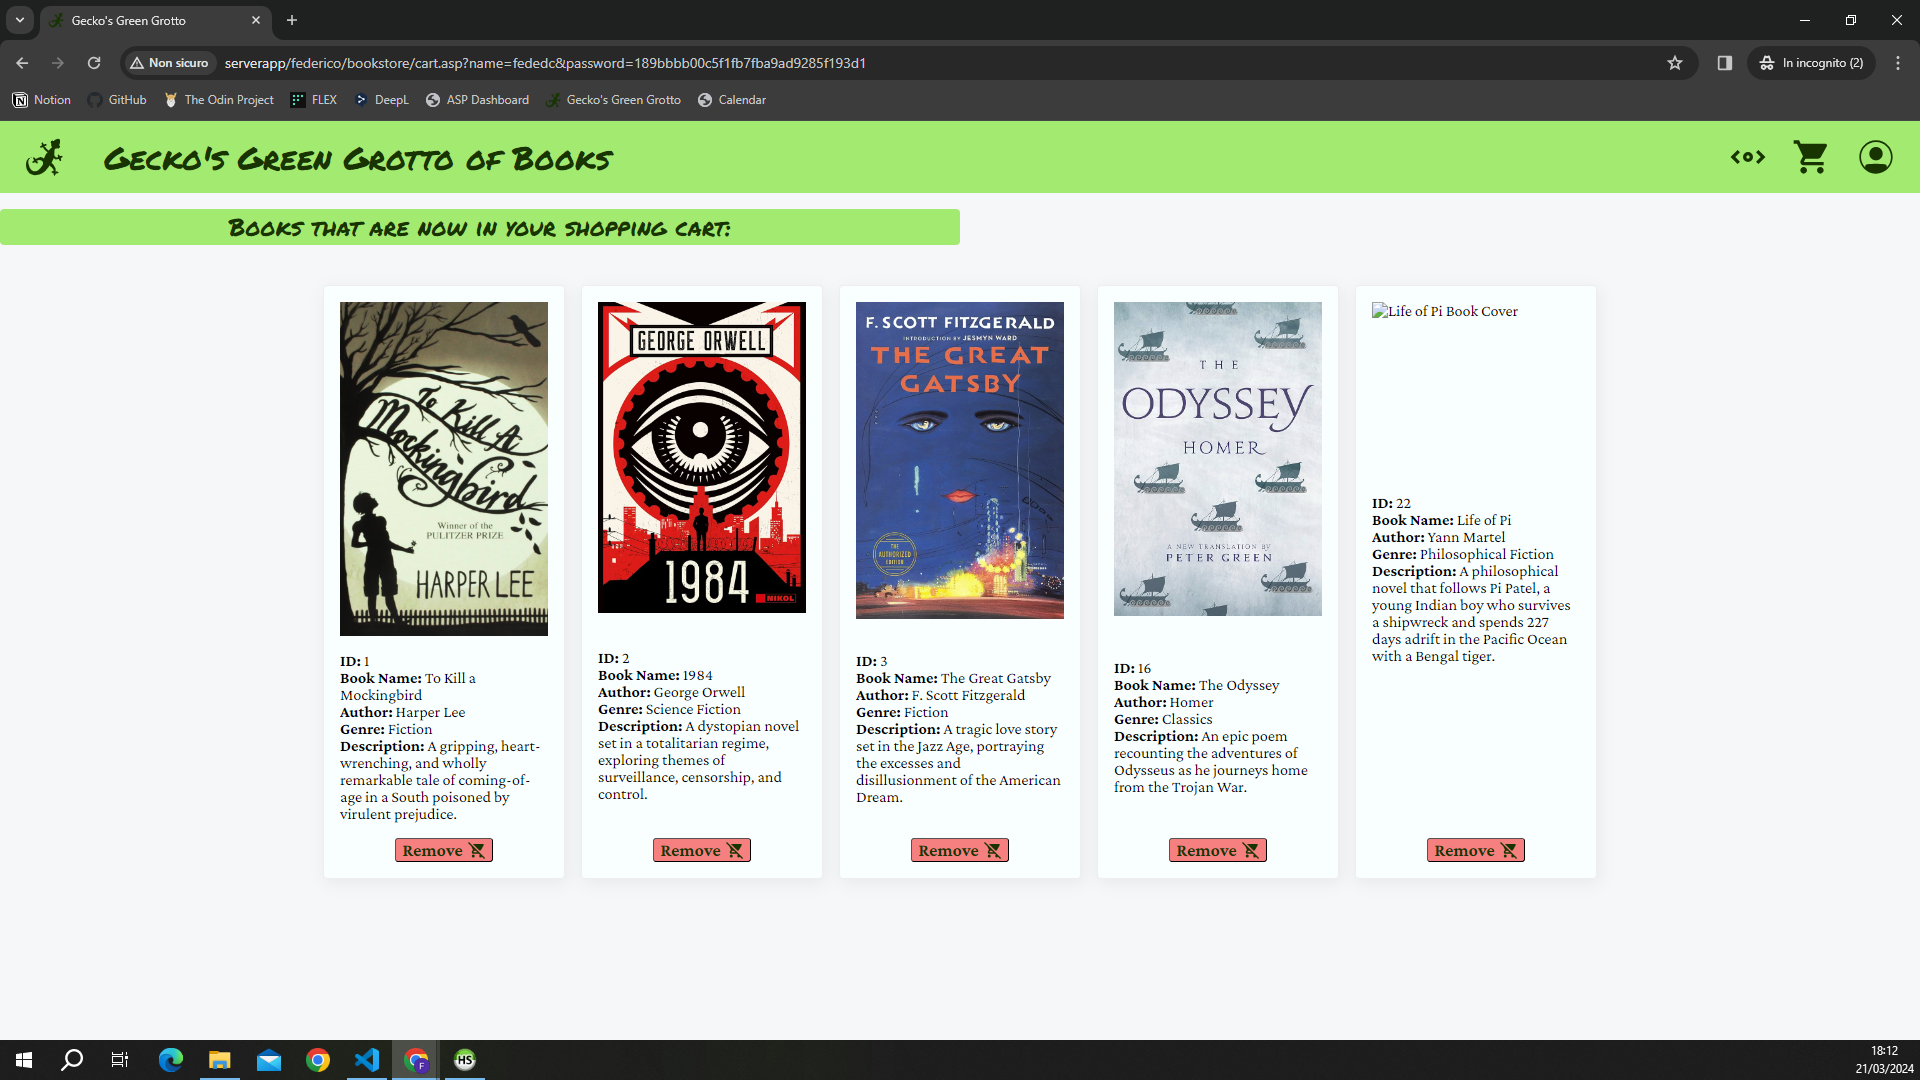 Gecko's Green Grotto
Non sicuro
serverapp/federico/bookstore/cart.asp?name=fededc&password=189bbbb00c5f1fb7fba9ad9285f193d1
In incognito (2)
Notion
GitHub
The Odin Project
FLEX
DeepL
ASP Dashboard
Gecko's Green Grotto
Calendar
Gecko's Green Grotto of Books
Books that are now in your shopping cart:
To Kill A
Mockingbird
Winner of the
PULITZER PRIZE
HARPER LEE
ID: 1
Book Name: To Kill a
Mockingbird
Author: Harper Lee
Genre: Fiction
Description: A gripping, heart-
wrenching, and wholly
remarkable tale of coming-of-
age in a South poisoned by
virulent prejudice.
Remove
GEORGE ORWELL
1984
NIKOL
ID: 2
Book Name: 1984
Author: George Orwell
Genre: Science Fiction
Description: A dystopian novel
set in a totalitarian regime,
exploring themes of
surveillance, censorship, and
control.
Remove
F. SCOTT FITZGERALD
INTRODUCTION BY JESMYN WARD
THE GREAT
GATSBY
THE
AUTHORIZED
EDITION
ID: 3
Book Name: The Great Gatsby
Author: F. Scott Fitzgerald
Genre: Fiction
Description: A tragic love story
set in the Jazz Age, portraying
the excesses and
disillusionment of the American
Dream.
Remove
THE
ODYSSEY
HOMER
A NEW TRANSLATION BY
PETER GREEN
ID: 16
Book Name: The Odyssey
Author: Homer
Genre: Classics
Description: An epic poem
recounting the adventures of
Odysseus as he journeys home
from the Trojan War.
Remove
Life of Pi Book Cover
ID: 22
Book Name: Life of Pi
Author: Yann Martel
Genre: Philosophical Fiction
Description: A philosophical
novel that follows Pi Patel, a
young Indian boy who survives
a shipwreck and spends 227
days adrift in the Pacific Ocean
with a Bengal tiger.
Remove
F
HS
18:12
21/03/2024